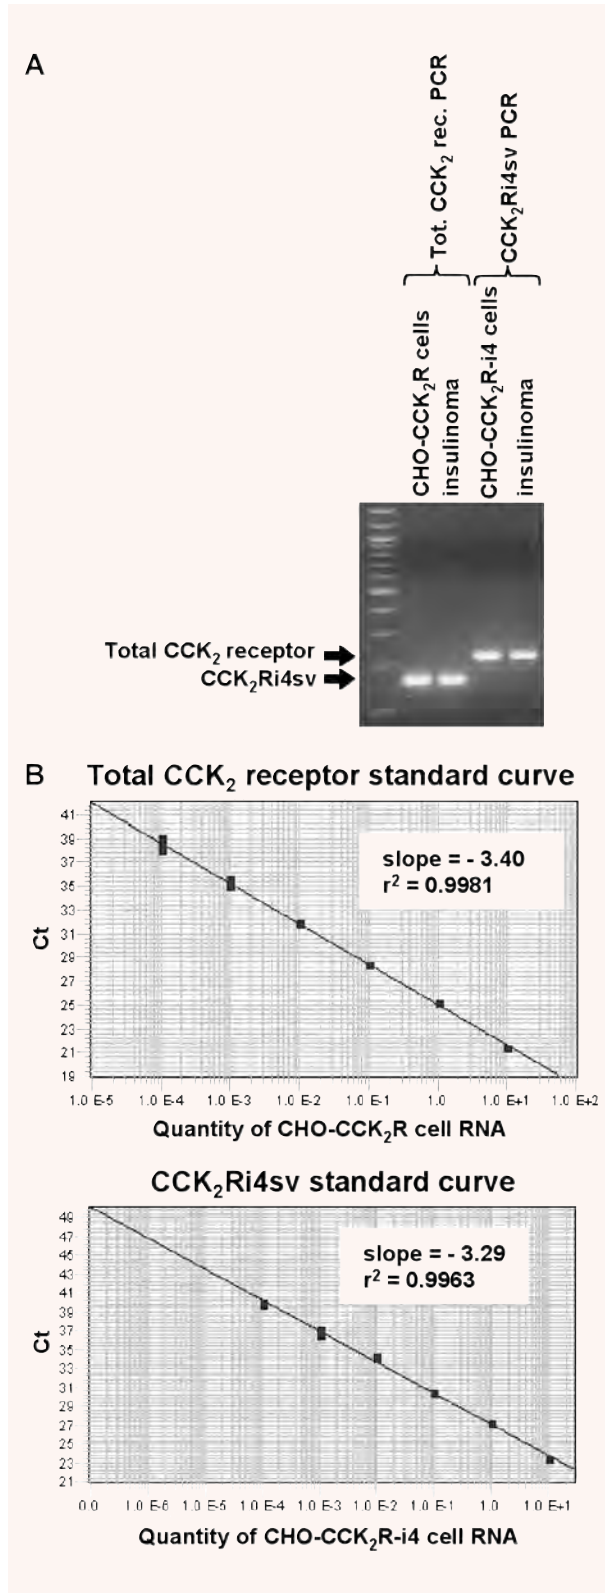 A
Tot. CCK₂ rec. PCR
CCK₂Ri4sv PCR
CHO-CCK₂R cells
insulinoma
CHO-CCK₂R-i4 cells
insulinoma
Total CCK₂ receptor
CCK₂Ri4sv
B
Total CCK₂ receptor standard curve
slope = - 3.40
r² = 0.9981
Ct
41
39
37
35
33
31
29
27
25
23
21
19
1.0 E-5 1.0 E-4 1.0 E-3 1.0 E-2 1.0 E-1 1.0 1.0 E+1 1.0 E+2
Quantity of CHO-CCK₂R cell RNA
CCK₂Ri4sv standard curve
slope = - 3.29
r² = 0.9963
Ct
49
47
45
43
41
39
37
35
33
31
29
27
25
23
21
0.0 1.0 E-6 1.0 E-5 1.0 E-4 1.0 E-3 1.0 E-2 1.0 E-1 1.0 1.0 E+1
Quantity of CHO-CCK₂R-i4 cell RNA